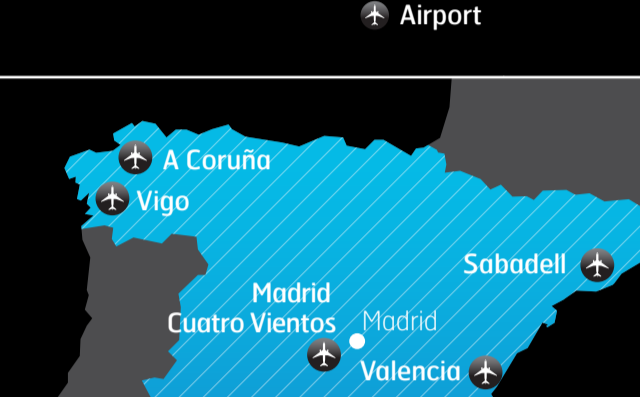 Airport
A Coruña
Vigo
Sabadell
Madrid
Cuatro Vientos
Madrid
Valencia